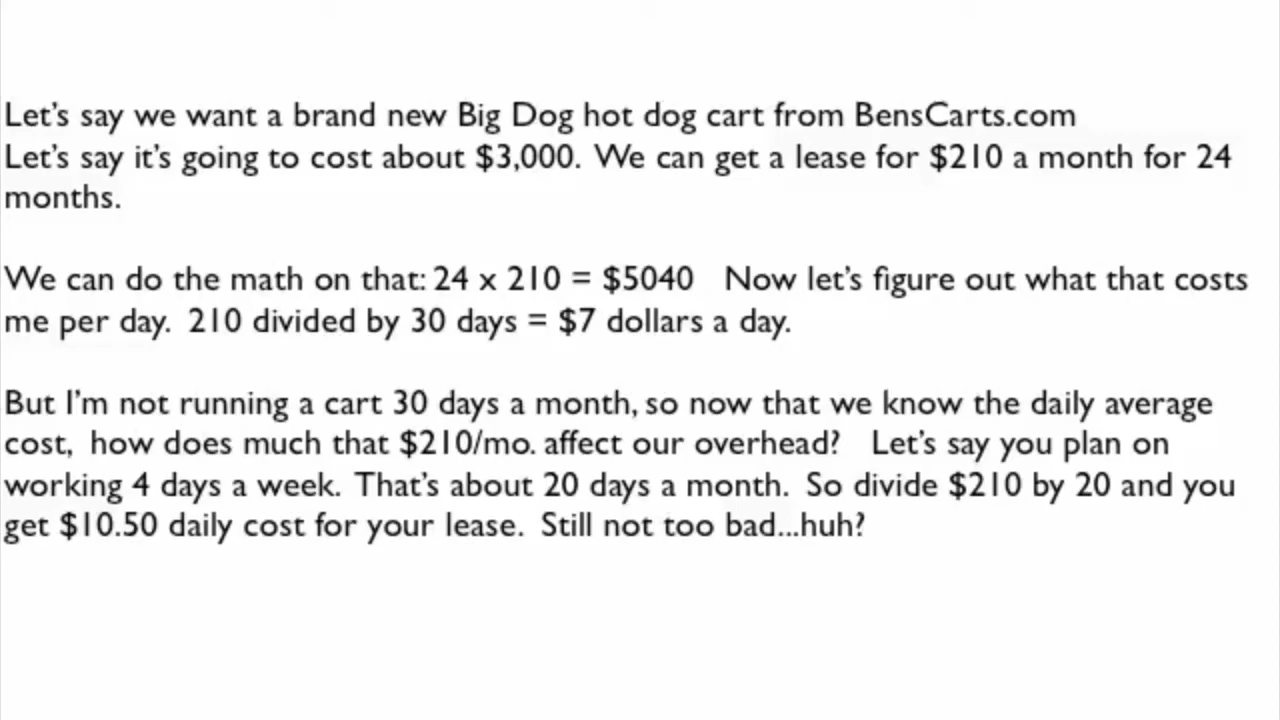 Let's say we want a brand new Big Dog hot dog cart from BensCarts.com
Let's say it's going to cost about $3,000. We can get a lease for $210 a month for 24
months.
We can do the math on that: 24 x 210 = $5040 Now let's figure out what that costs
me per day. 210 divided by 30 days = $7 dollars a day.
But I'm not running a cart 30 days a month, so now that we know the daily average
cost, how does much that $210/mo. affect our overhead? Let's say you plan on
working 4 days a week. That's about 20 days a month. So divide $210 by 20 and you
get $10.50 daily cost for your lease. Still not too bad...huh?